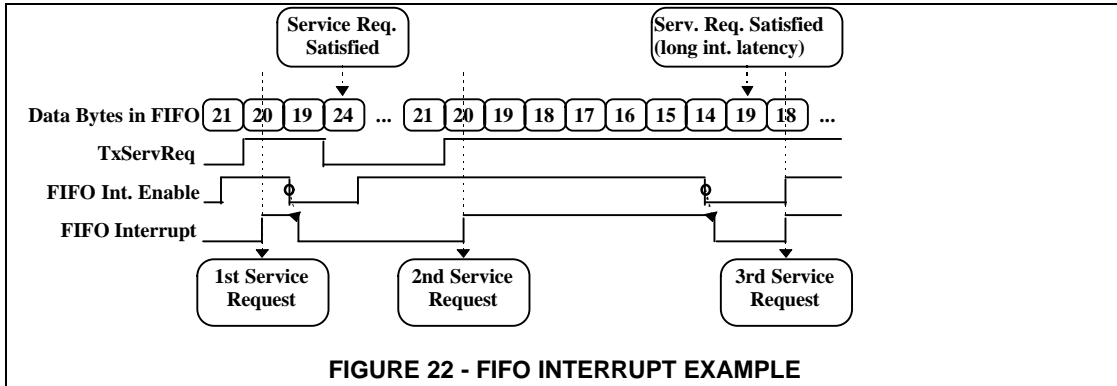 Service Req.
Satisfied
Serv. Req. Satisfied
(long int. latency)
Data Bytes in FIFO 21 20 19 24 ... 21 20 19 18 17 16 15 14 19 18 ...
TxServReq
FIFO Int. Enable
FIFO Interrupt
1st Service
Request
2nd Service
Request
3rd Service
Request
FIGURE 22 - FIFO INTERRUPT EXAMPLE